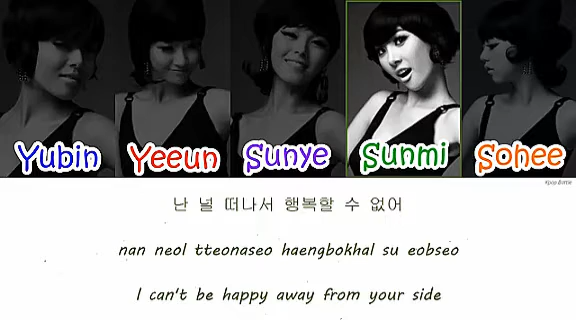 Yubin Yeeun Sunye Sunmi Sohee
난 널 떠나서 행복할 수 없어
nan neol tteonaseo haengbokhal su eobseo
I can't be happy away from your side